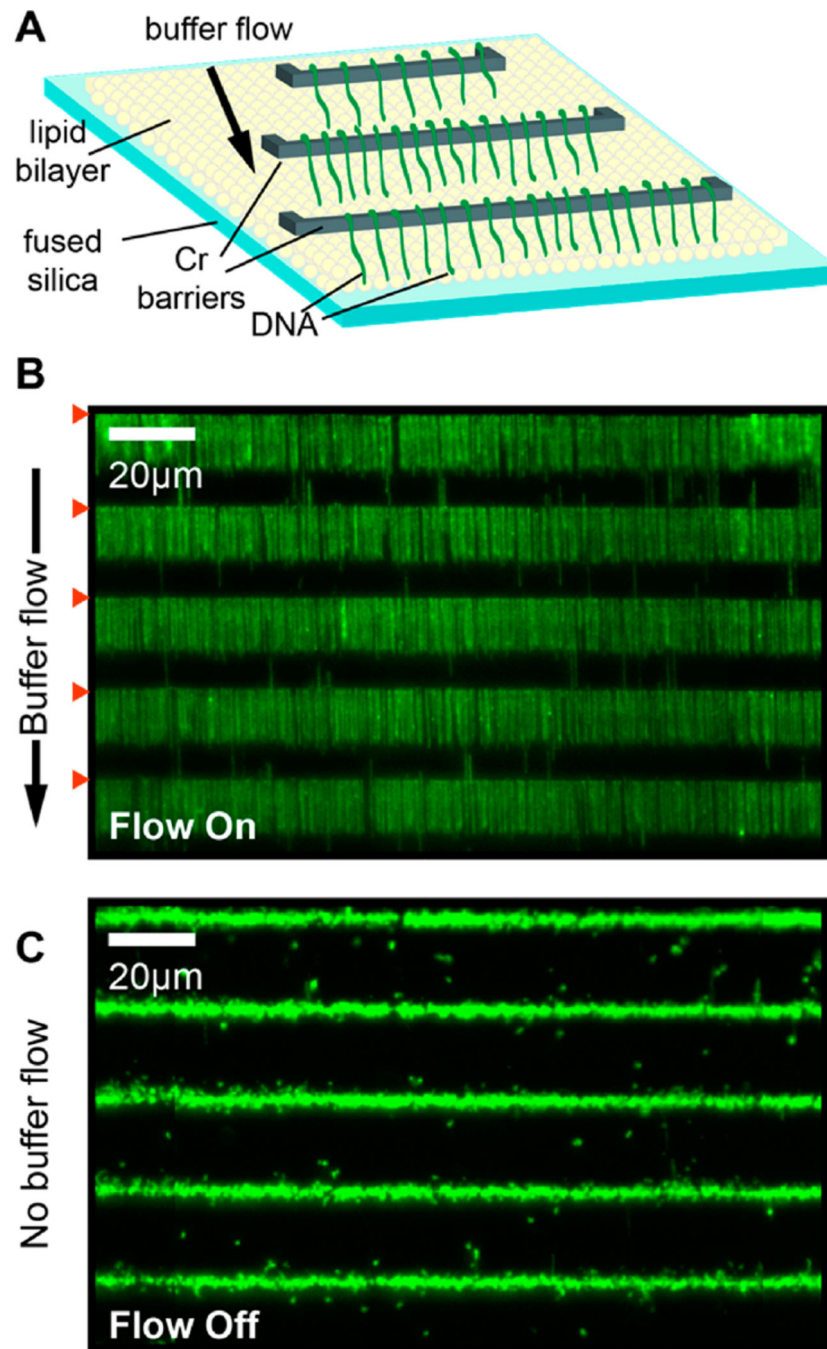 A
buffer flow
lipid
bilayer
fused
silica
Cr
barriers
DNA
B
20µm
Buffer flow
Flow On
C
20µm
No buffer flow
Flow Off